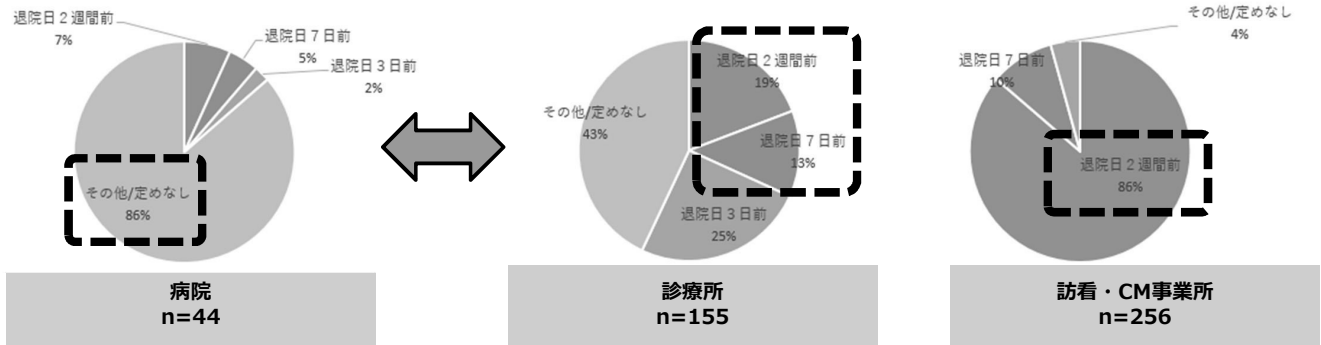 退院日２週間前
7%
退院日７日前
5%
退院日３日前
2%
その他/定めなし
86%
病院
n=44
退院日２週間前
19%
その他/定めなし
43%
退院日７日前
13%
退院日３日前
25%
診療所
n=155
その他/定めなし
4%
退院日７日前
10%
退院日２週間前
86%
訪看・CM事業所
n=256